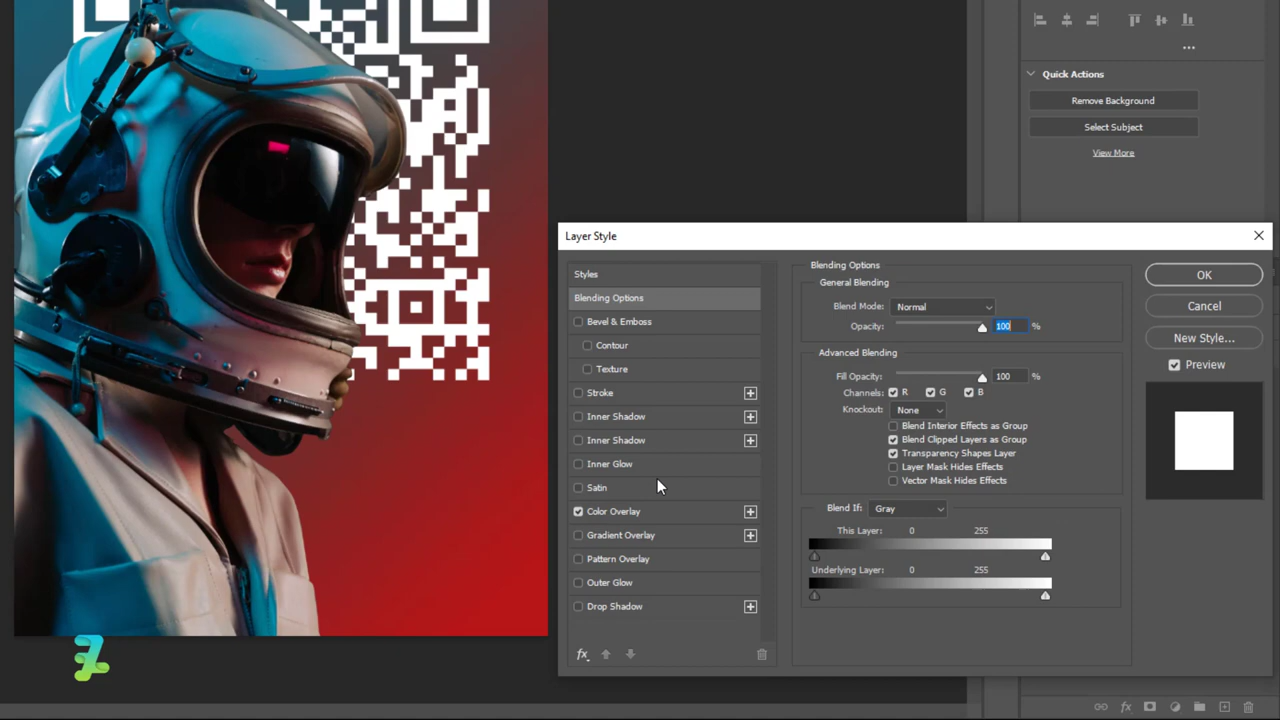 Quick Actions
Remove Background
Select Subject
View More
Layer Style
Styles
Blending Options
Bevel & Emboss
Contour
Texture
Stroke
Inner Shadow
Inner Shadow
Inner Glow
Satin
Color Overlay
Gradient Overlay
Pattern Overlay
Outer Glow
Drop Shadow
fx
Blending Options
General Blending
Blend Mode: Normal
Opacity: 100 %
Advanced Blending
Fill Opacity: 100 %
Channels: R G B
Knockout: None
Blend Interior Effects as Group
Blend Clipped Layers as Group
Transparency Shapes Layer
Layer Mask Hides Effects
Vector Mask Hides Effects
Blend If: Gray
This Layer: 0 255
Underlying Layer: 0 255
OK
Cancel
New Style...
Preview
fx